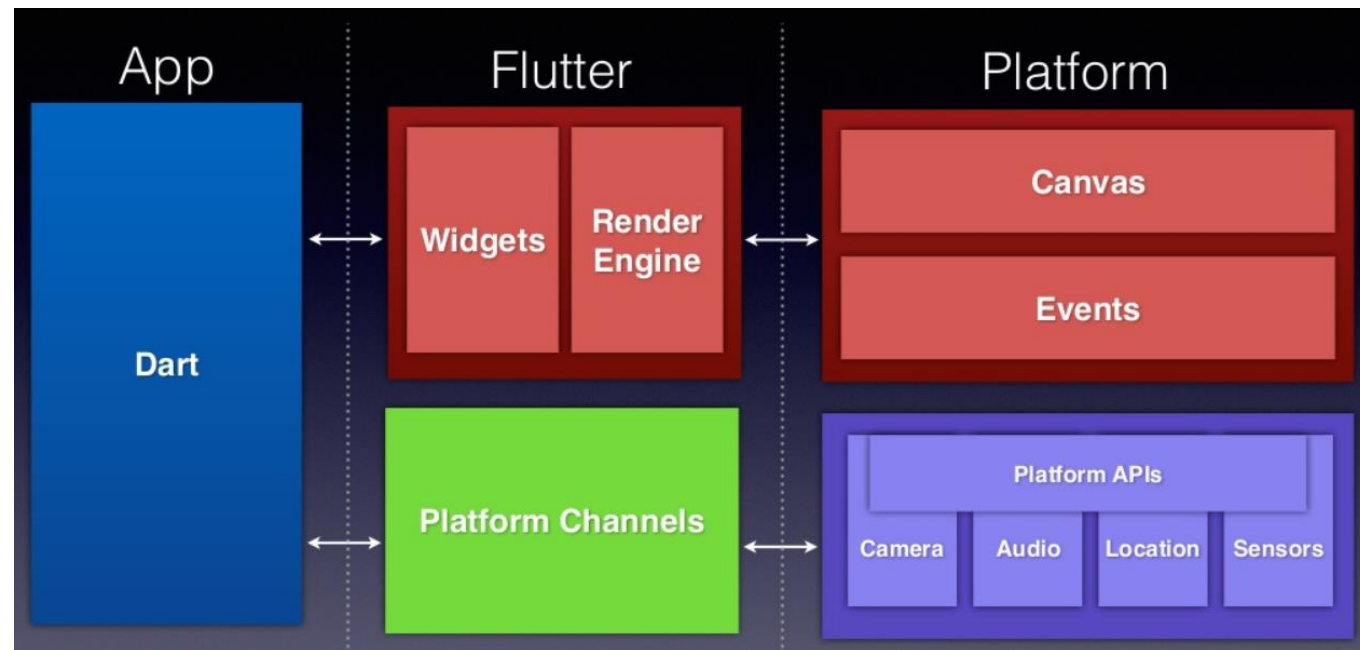 App
Flutter
Platform
Dart
Widgets
Render
Engine
Canvas
Events
Platform Channels
Platform APIs
Camera
Audio
Location
Sensors